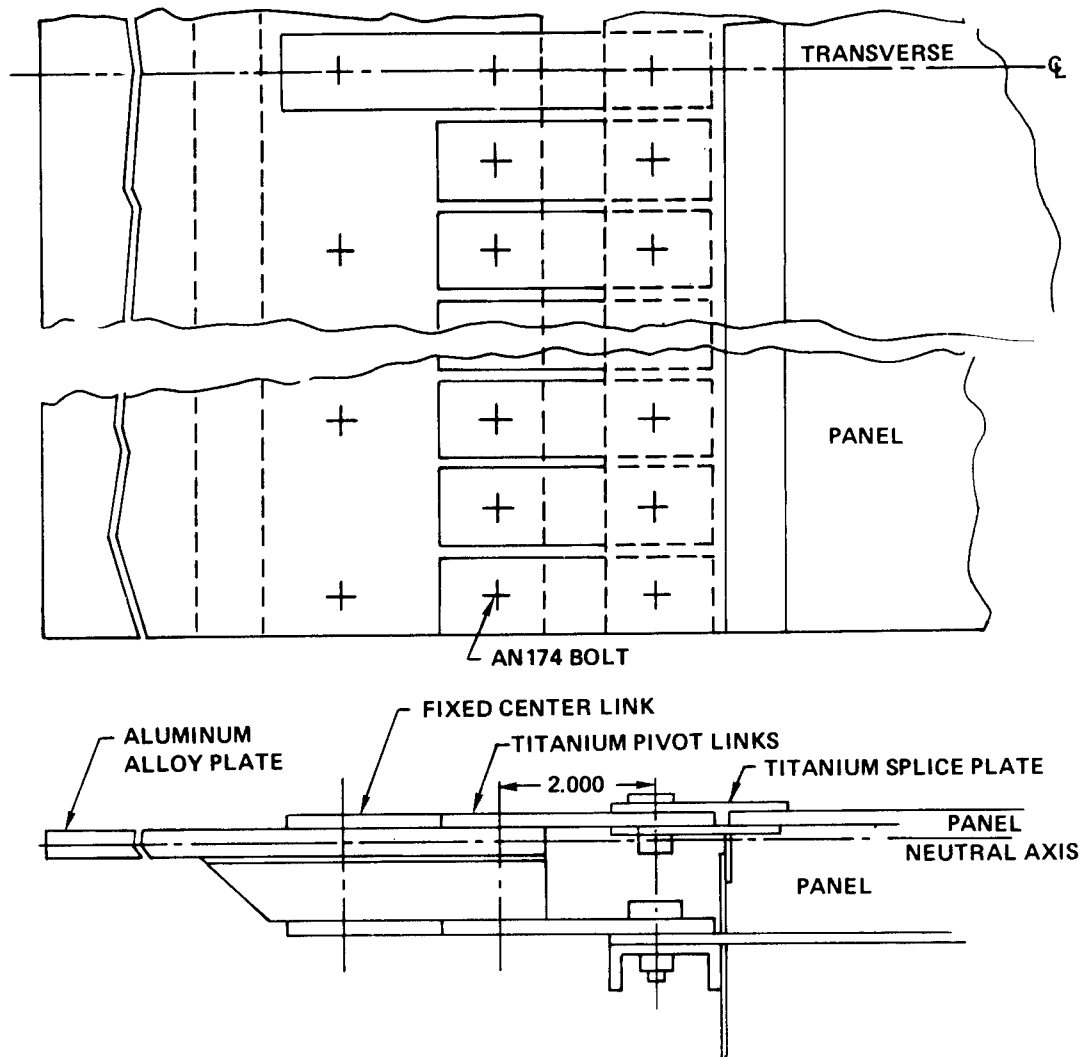 TRANSVERSE
℄
PANEL
AN174 BOLT
FIXED CENTER LINK
ALUMINUM
ALLOY PLATE
TITANIUM PIVOT LINKS
2.000
TITANIUM SPLICE PLATE
PANEL
NEUTRAL AXIS
PANEL